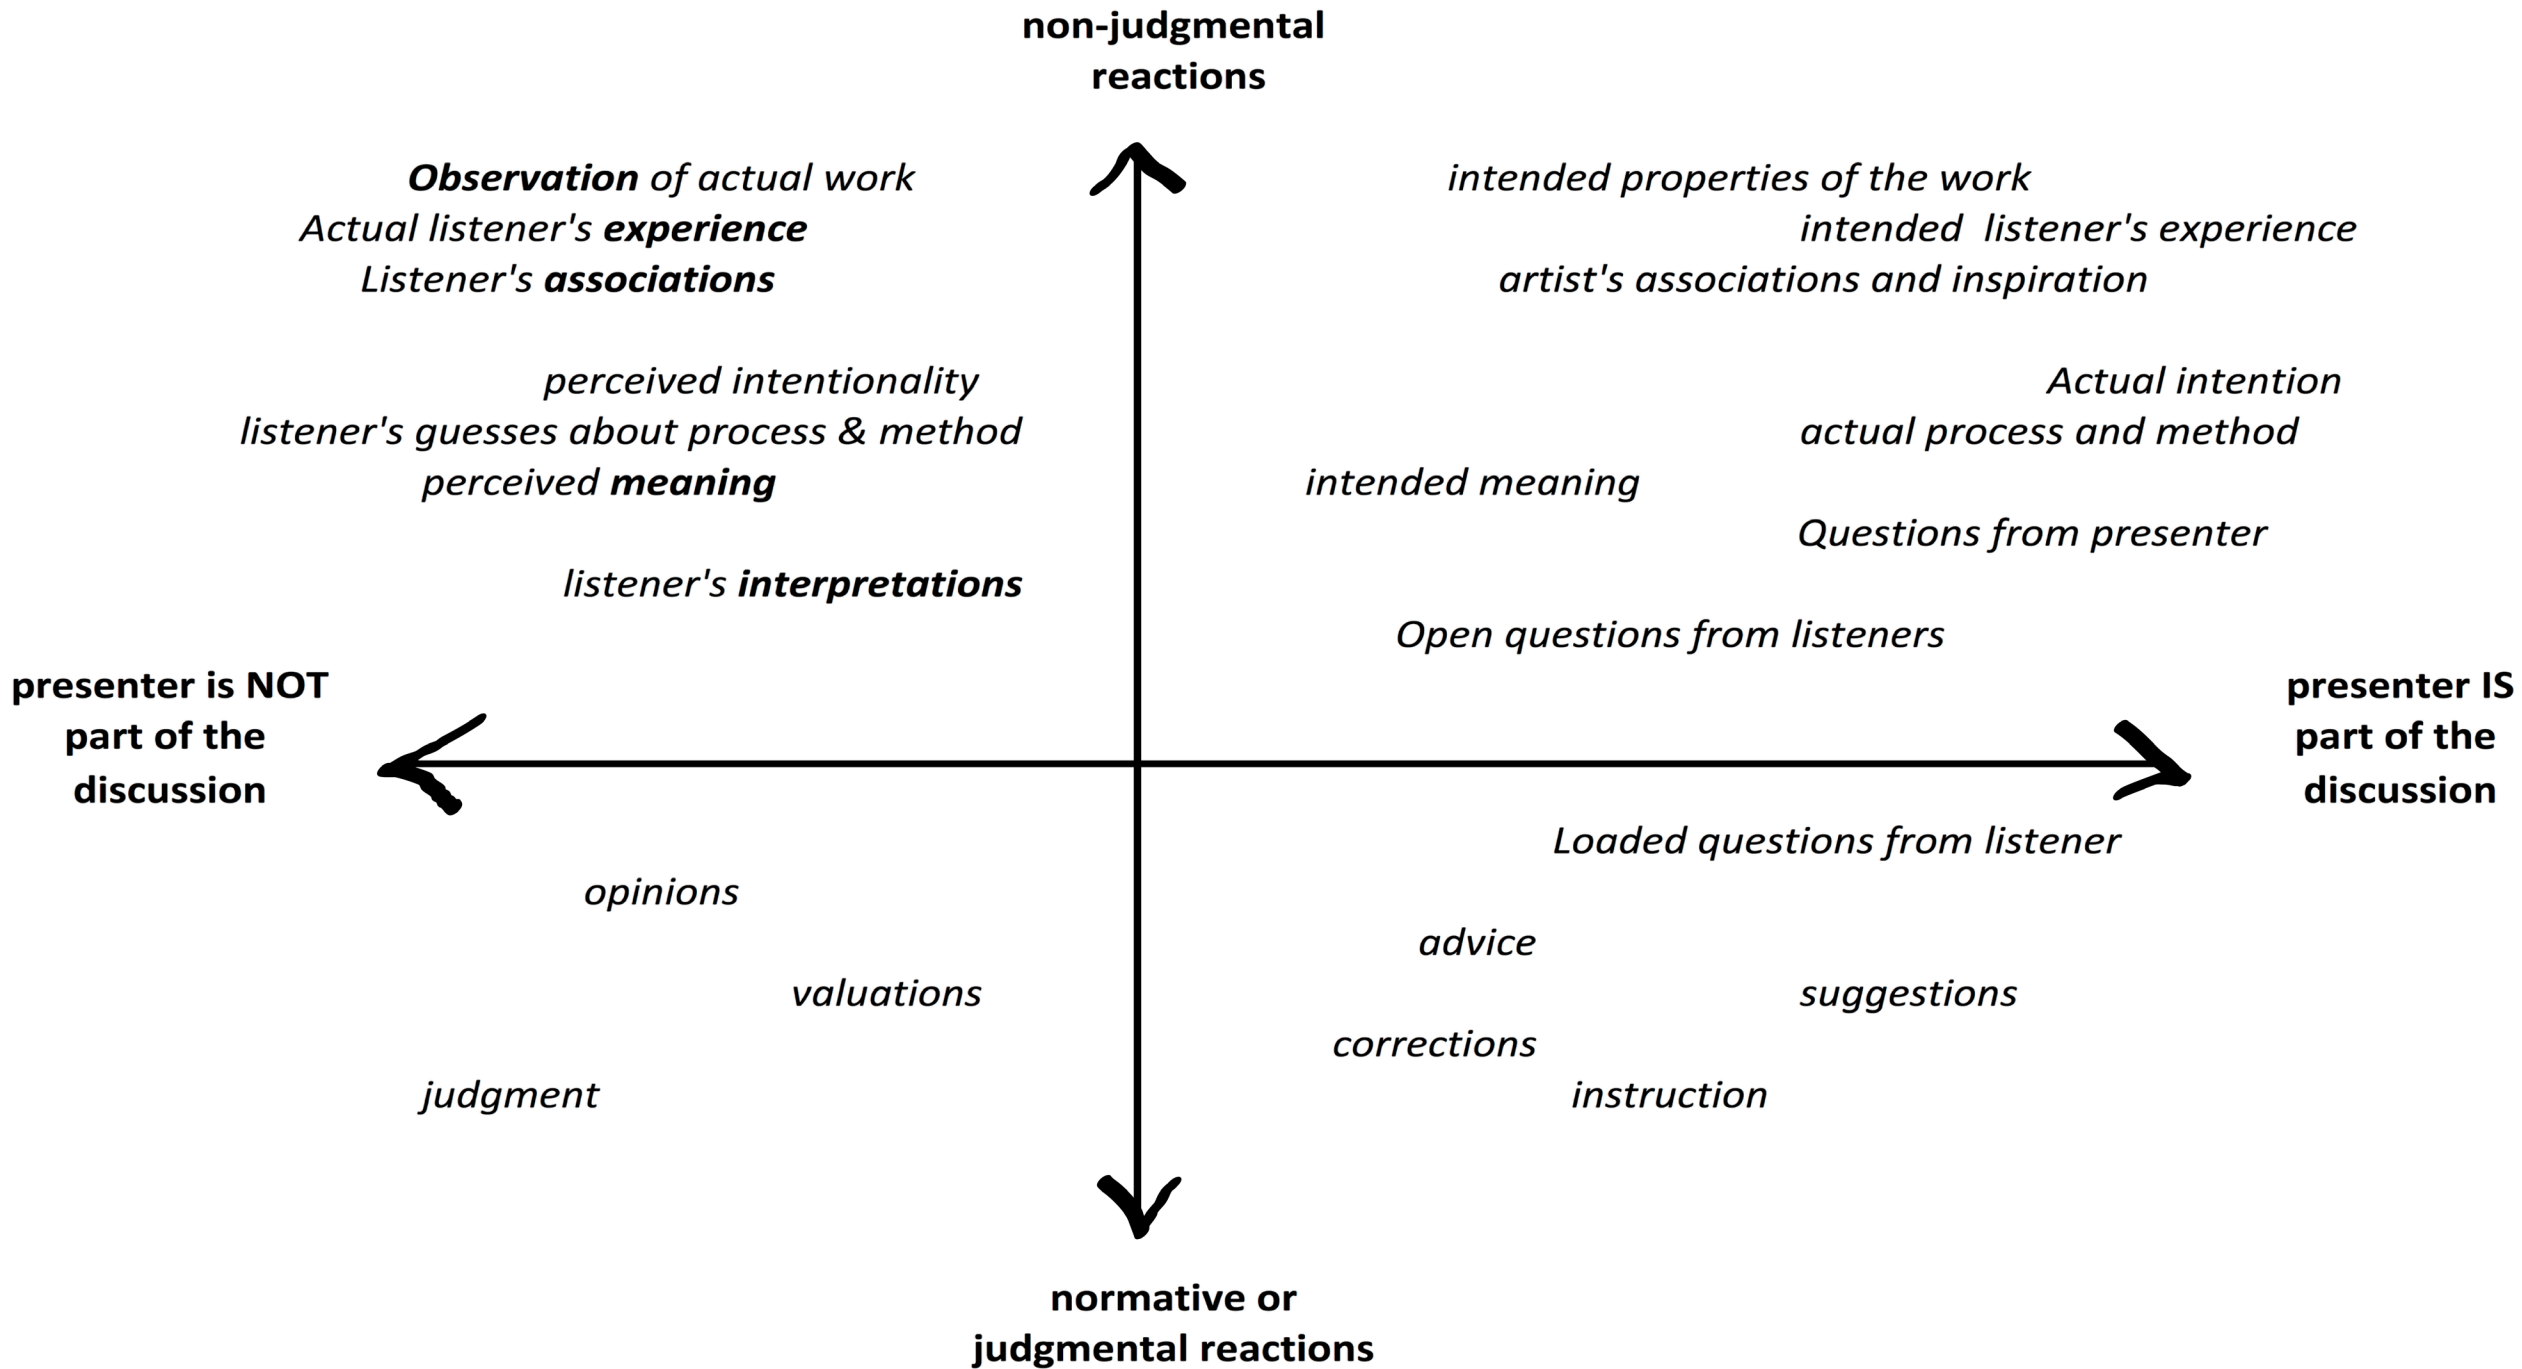 non-judgmental
reactions
Observation of actual work
Actual listener's experience
Listener's associations
perceived intentionality
listener's guesses about process & method
perceived meaning
listener's interpretations
intended properties of the work
intended  listener's experience
artist's associations and inspiration
Actual intention
actual process and method
intended meaning
Questions from presenter
Open questions from listeners
presenter is NOT
part of the
discussion
presenter IS
part of the
discussion
opinions
valuations
judgment
Loaded questions from listener
advice
suggestions
corrections
instruction
normative or
judgmental reactions